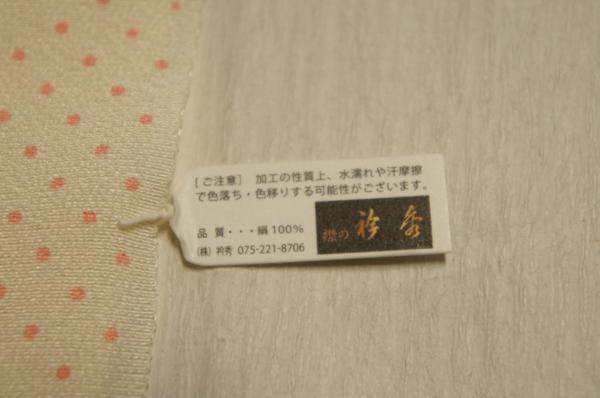 [ご注意] 加工の性質上、水濡れや汗摩擦
で色落ち・色移りする可能性がございます。
品 質・・・絹100%
㈱ 衿秀 075-221-8706
襟の 衿 秀